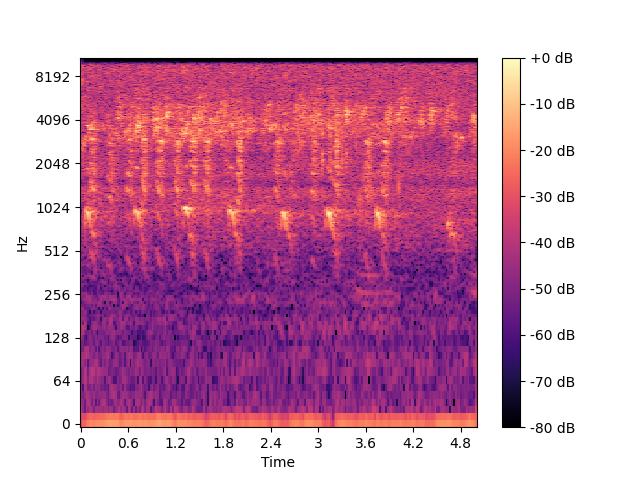 8192
4096
2048
1024
512
256
128
64
0
Hz
0 0.6 1.2 1.8 2.4 3 3.6 4.2 4.8
Time
+0 dB
-10 dB
-20 dB
-30 dB
-40 dB
-50 dB
-60 dB
-70 dB
-80 dB